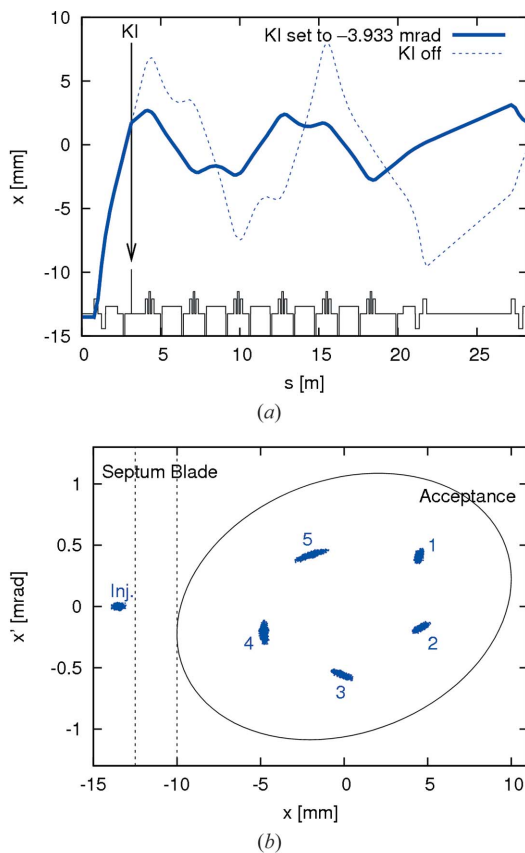 KI
KI set to −3.933 mrad
KI off
x [mm]
10
5
0
-5
-10
-15
0
5
10
15
20
25
s [m]
(a)
Septum Blade
Acceptance
Inj.
1
2
3
4
5
x' [mrad]
1
0.5
0
-0.5
-1
-15
-10
-5
0
5
10
x [mm]
(b)